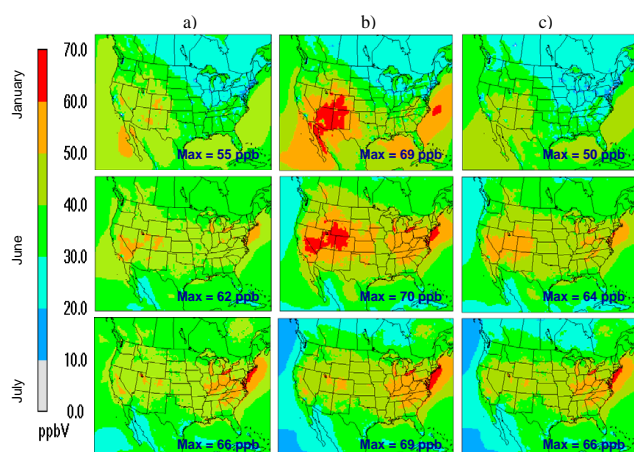 a) b) c)
January
June
July
70.0
60.0
50.0
40.0
30.0
20.0
10.0
0.0
ppbV
Max = 55 ppb Max = 69 ppb Max = 50 ppb
Max = 62 ppb Max = 70 ppb Max = 64 ppb
Max = 66 ppb Max = 69 ppb Max = 66 ppb